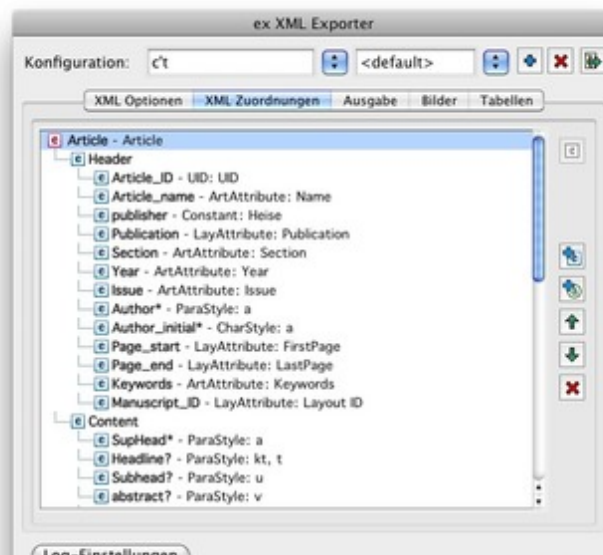 ex XML Exporter
Konfiguration: c't <default>
XML Optionen XML Zuordnungen Ausgabe Bilder Tabellen
Article - Article
Header
Article_ID - UID: UID
Article_name - ArtAttribute: Name
publisher - Constant: Heise
Publication - LayAttribute: Publication
Section - ArtAttribute: Section
Year - ArtAttribute: Year
Issue - ArtAttribute: Issue
Author* - ParaStyle: a
Author_initial* - CharStyle: a
Page_start - LayAttribute: FirstPage
Page_end - LayAttribute: LastPage
Keywords - ArtAttribute: Keywords
Manuscript_ID - LayAttribute: Layout ID
Content
SupHead* - ParaStyle: a
Headline? - ParaStyle: kt, t
Subhead? - ParaStyle: u
abstract? - ParaStyle: v
Log-Einstellungen